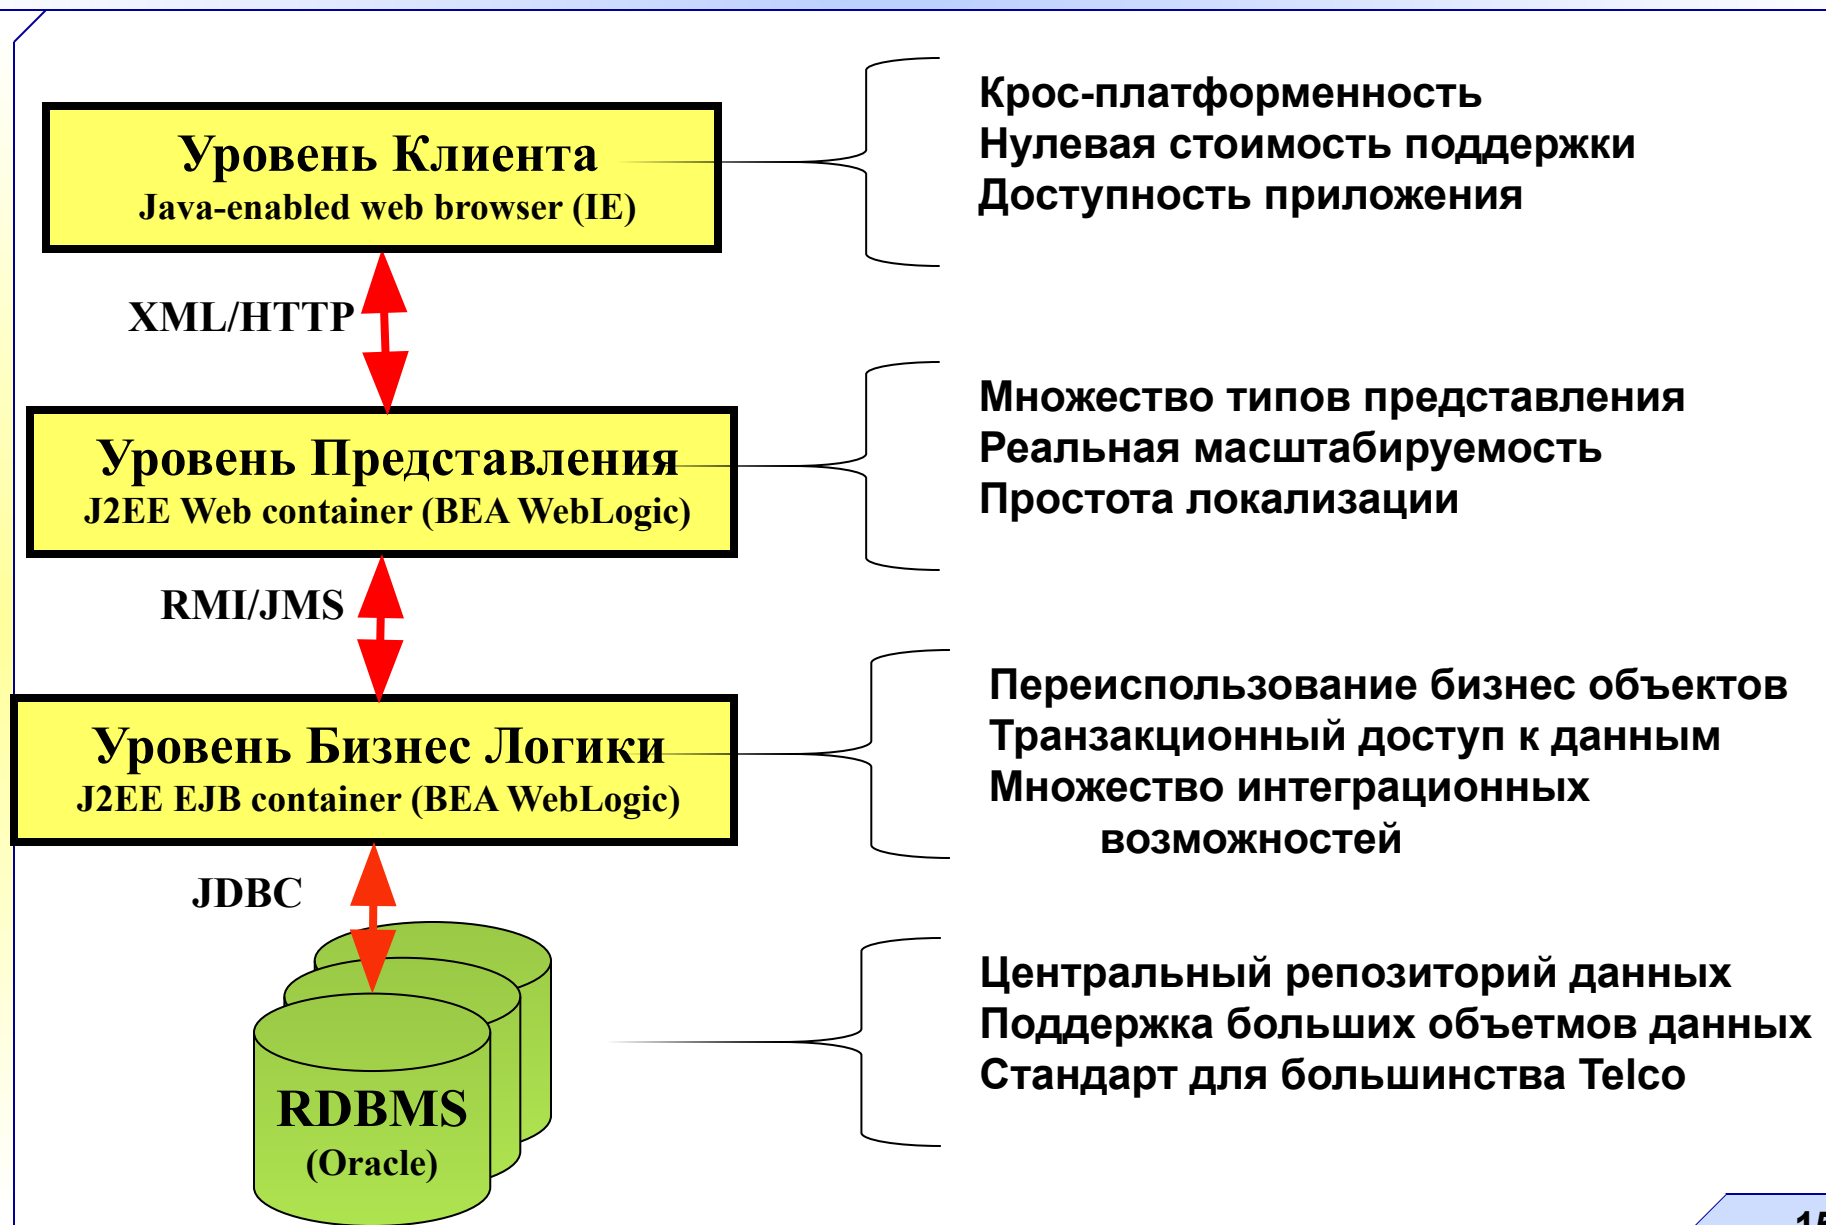 Уровень Клиента
Java-enabled web browser (IE)
Крос-платформенность
Нулевая стоимость поддержки
Доступность приложения
XML/HTTP
Уровень Представления
J2EE Web container (BEA WebLogic)
Множество типов представления
Реальная масштабируемость
Простота локализации
RMI/JMS
Уровень Бизнес Логики
J2EE EJB container (BEA WebLogic)
Переиспользование бизнес объектов
Транзакционный доступ к данным
Множество интеграционных
возможностей
JDBC
RDBMS
(Oracle)
Центральный репозиторий данных
Поддержка больших объетмов данных
Стандарт для большинства Telco